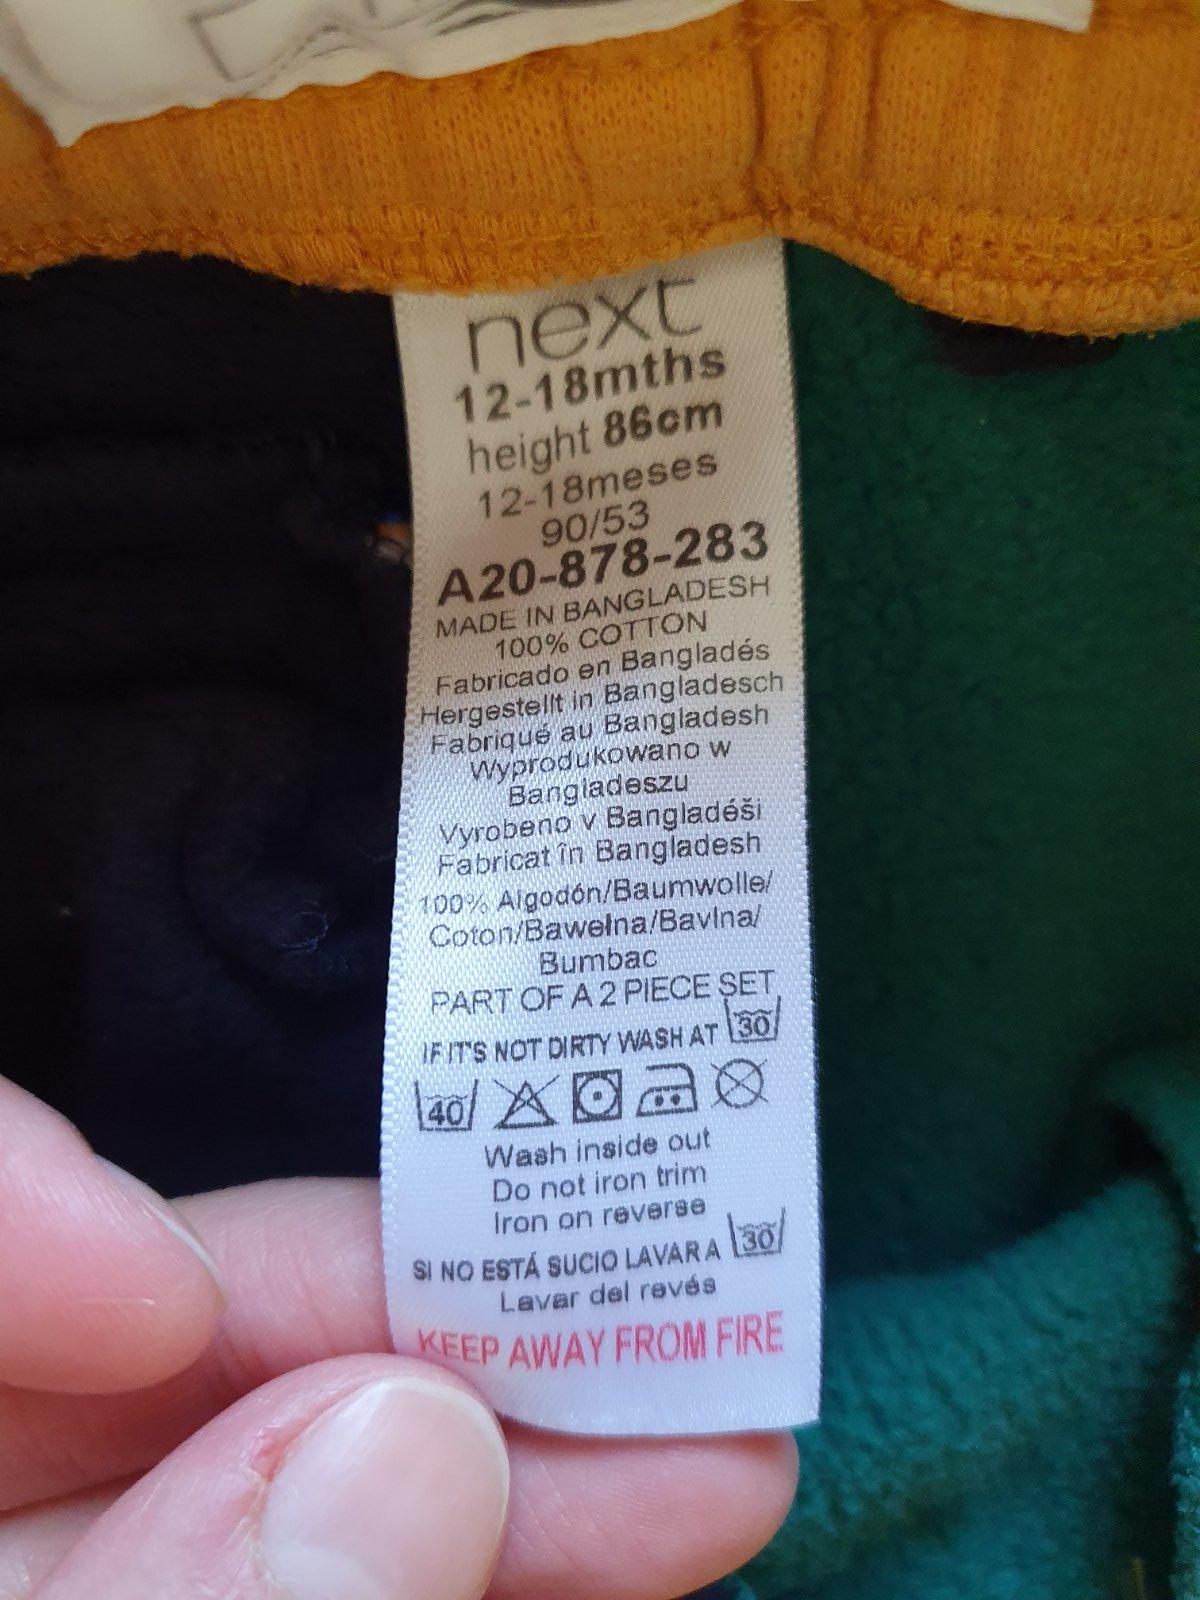 next
12-18mths
height 86cm
12-18meses
90/53
A20-878-283
MADE IN BANGLADESH
100% COTTON
Fabricado en Bangladés
Hergestellt in Bangladesch
Fabriqué au Bangladesh
Wyprodukowano w
Bangladeszu
Vyrobeno v Bangladéši
Fabricat în Bangladesh
100% Algodón/Baumwolle/
Coton/Bawełna/Bavlna/
Bumbac
PART OF A 2 PIECE SET
IF IT'S NOT DIRTY WASH AT 30
40
Wash inside out
Do not iron trim
Iron on reverse
SI NO ESTÁ SUCIO LAVAR A 30
Lavar del revés
KEEP AWAY FROM FIRE